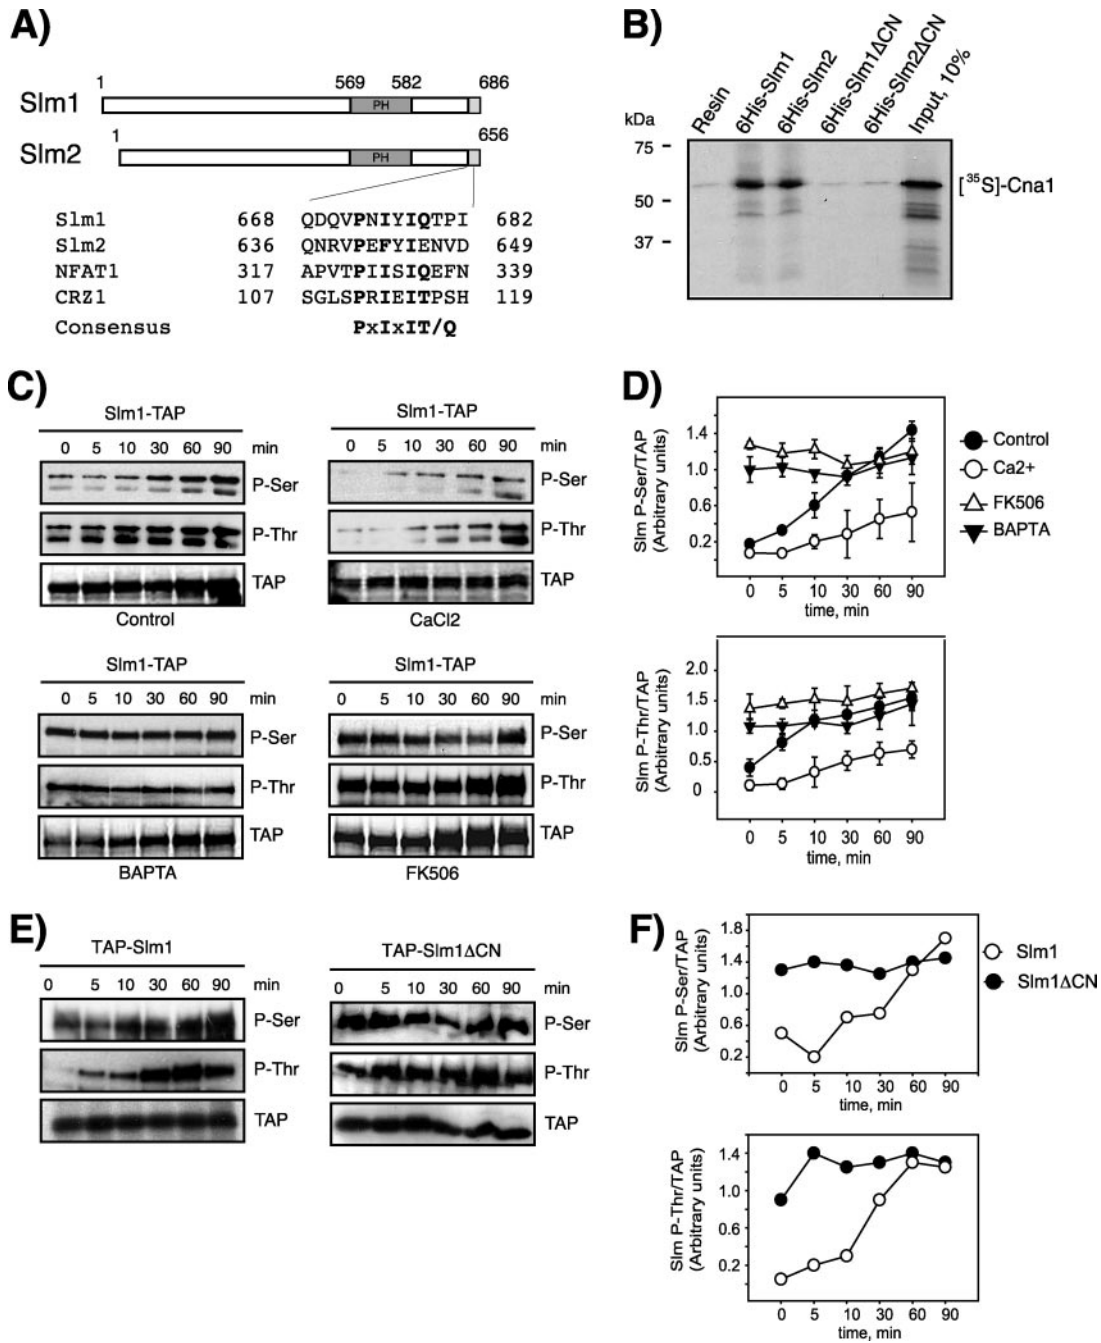 A)
1 569 582 686
Slm1 PH
1 656
Slm2 PH
Slm1 668 QDQVPNIYIQTPI 682
Slm2 636 QNRVPEFYIENVD 649
NFAT1 317 APVTPIISIQEFN 339
CRZ1 107 SGLSPRIEITPSH 119
Consensus PxIxIT/Q
B)
Resin 6His-Slm1 6His-Slm2 6His-Slm1ΔCN 6His-Slm2ΔCN Input, 10%
kDa
75
50
37
[35S]-Cna1
C)
Slm1-TAP
0 5 10 30 60 90 min
P-Ser
P-Thr
TAP
Control
Slm1-TAP
0 5 10 30 60 90 min
P-Ser
P-Thr
TAP
CaCl2
Slm1-TAP
0 5 10 30 60 90 min
P-Ser
P-Thr
TAP
BAPTA
Slm1-TAP
0 5 10 30 60 90 min
P-Ser
P-Thr
TAP
FK506
D)
Slm P-Ser/TAP
(Arbitrary units)
1.4
1.0
0.6
0.2
0 5 10 30 60 90
time, min
Control
Ca2+
FK506
BAPTA
Slm P-Thr/TAP
(Arbitrary units)
2.0
1.5
1.0
0.5
0
0 5 10 30 60 90
time, min
E)
TAP-Slm1
0 5 10 30 60 90 min
P-Ser
P-Thr
TAP
TAP-Slm1ΔCN
0 5 10 30 60 90 min
P-Ser
P-Thr
TAP
F)
Slm P-Ser/TAP
(Arbitrary units)
1.8
1.4
1.0
0.6
0.2
0 5 10 30 60 90
time, min
Slm1
Slm1ΔCN
Slm P-Thr/TAP
(Arbitrary units)
1.4
1.0
0.6
0.2
0 5 10 30 60 90
time, min